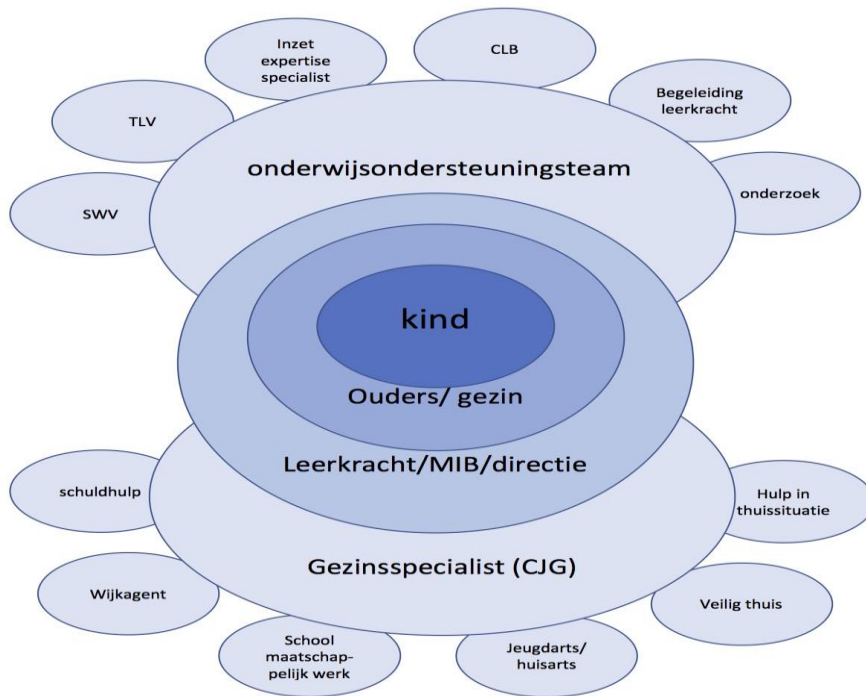 Inzet
expertise
specialist
CLB
Begeleiding
leerkracht
TLV
onderwijsondersteuningsteam
onderzoek
SWV
kind
Ouders/ gezin
Leerkracht/MIB/directie
schuldhulp
Hulp in
thuissituatie
Gezinsspecialist (CJG)
Wijkagent
Veilig thuis
School
maatschap-
pelijk werk
Jeugdarts/
huisarts